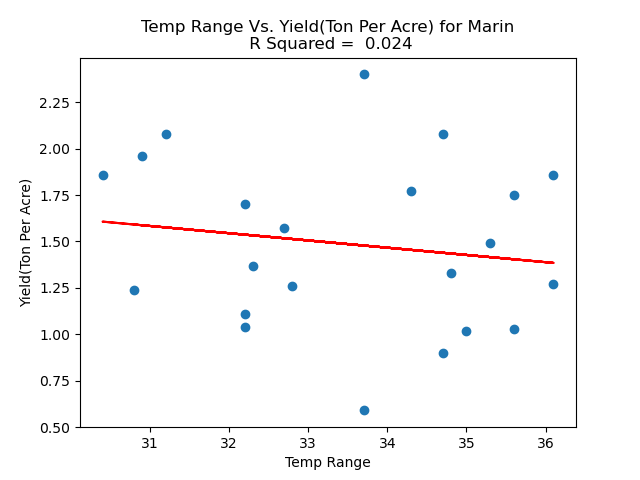 Temp Range Vs. Yield(Ton Per Acre) for Marin
R Squared =  0.024
Yield(Ton Per Acre)
2.25
2.00
1.75
1.50
1.25
1.00
0.75
0.50
31 32 33 34 35 36
Temp Range